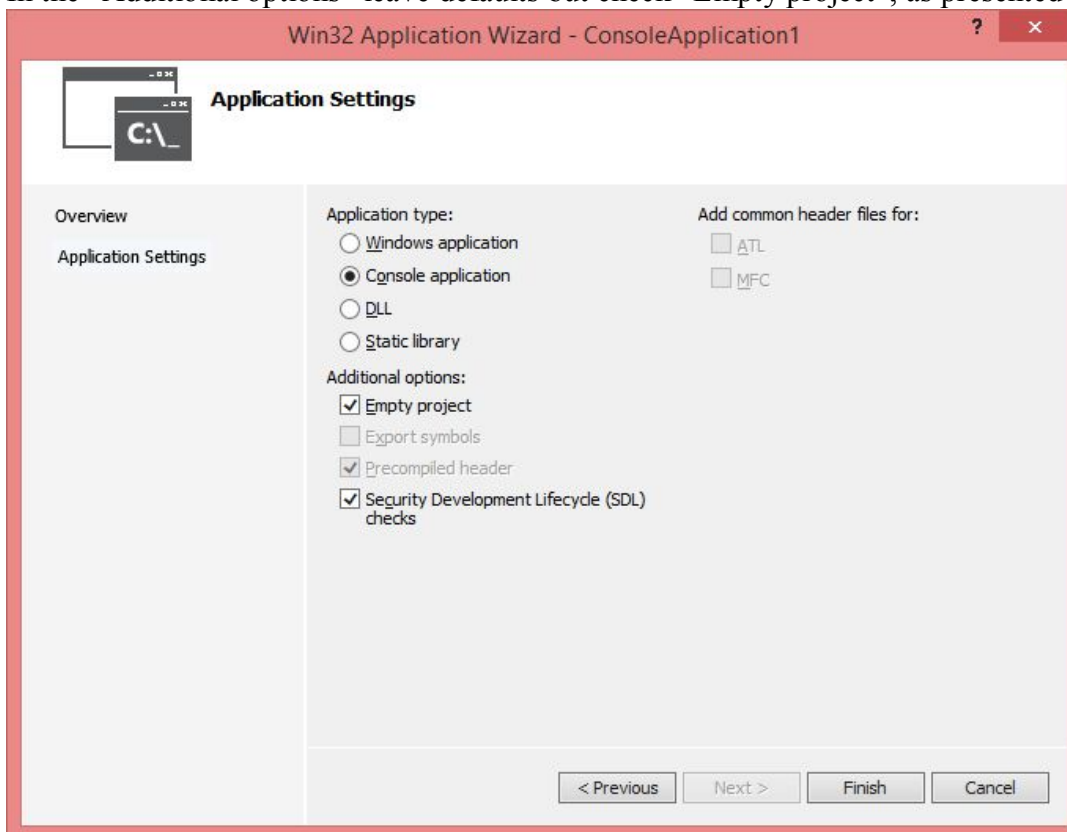 In the "Additional options" leave defaults but check "Empty project", as presented
Win32 Application Wizard - ConsoleApplication1
?
C:\_
Application Settings
Overview
Application Settings
Application type:
Windows application
Console application
DLL
Static library
Additional options:
Empty project
Export symbols
Precompiled header
Security Development Lifecycle (SDL)
checks
Add common header files for:
ATL
MFC
< Previous
Next >
Finish
Cancel